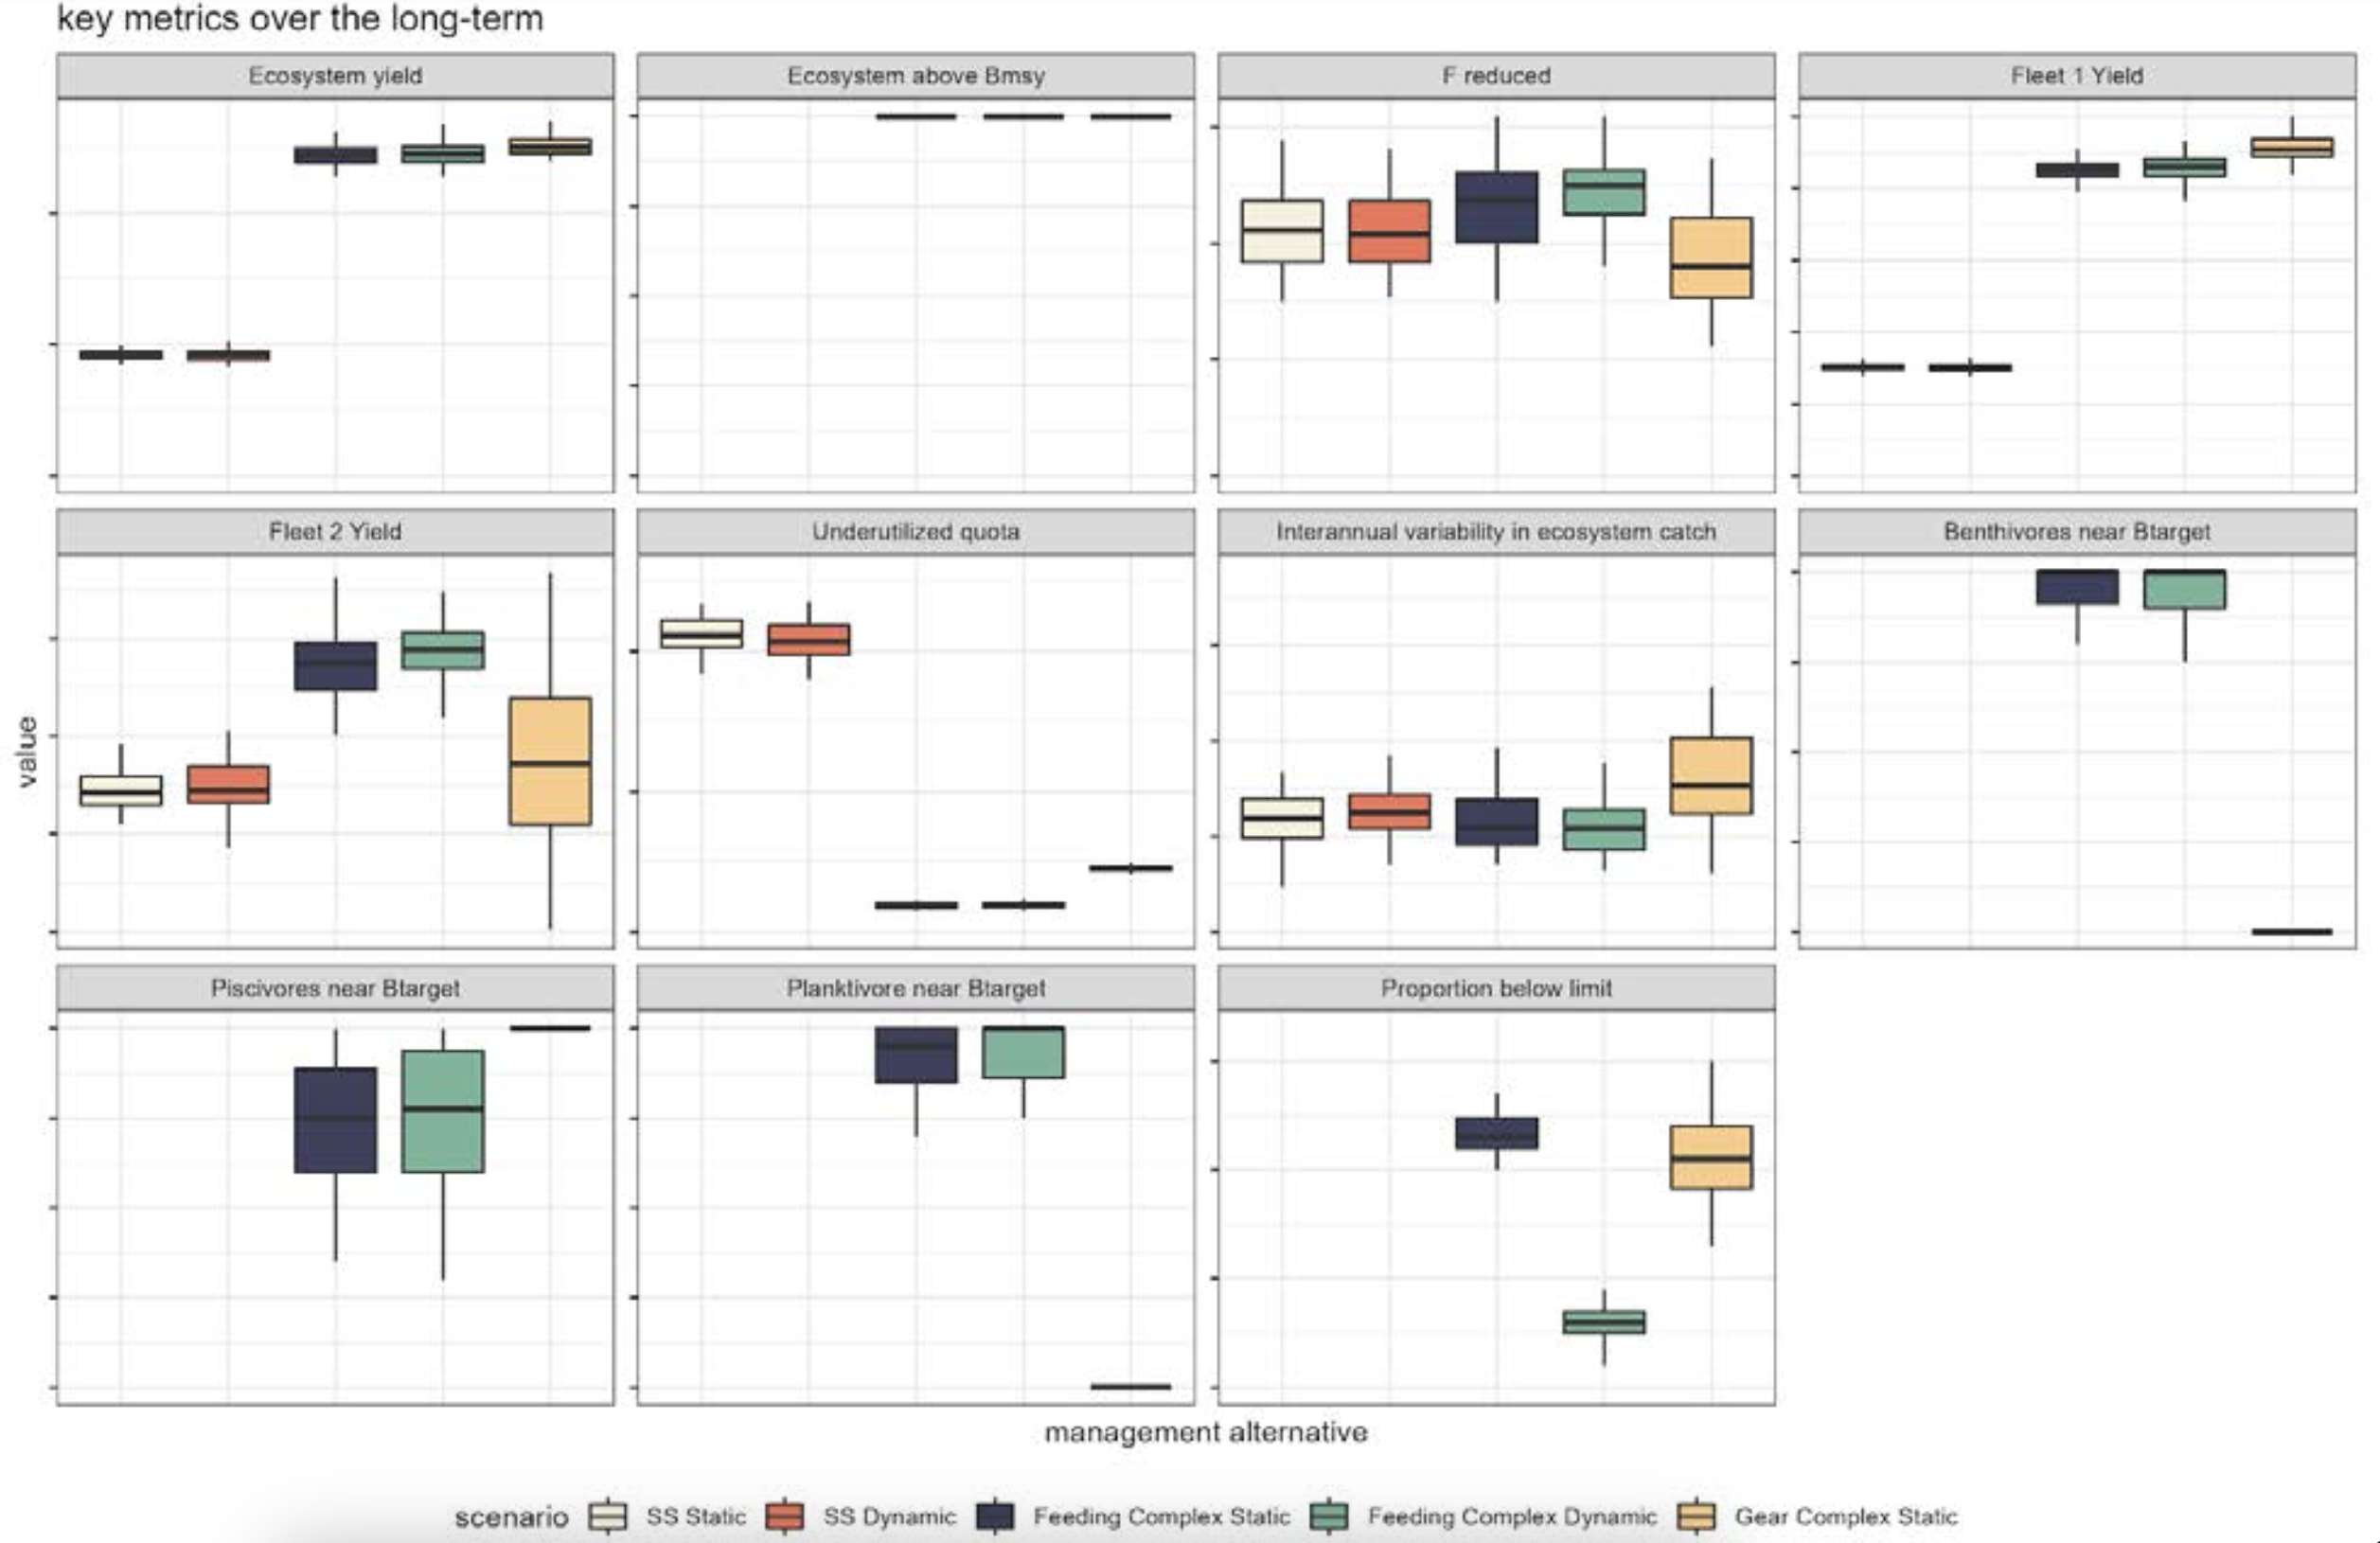 key metrics over the long-term
Ecosystem yield
Ecosystem above Bmsy
F reduced
Fleet 1 Yield
Fleet 2 Yield
Underutilized quota
Interannual variability in ecosystem catch
Benthivores near Btarget
Piscivores near Btarget
Planktivore near Btarget
Proportion below limit
value
management alternative
scenario SS Static SS Dynamic Feeding Complex Static Feeding Complex Dynamic Gear Complex Static